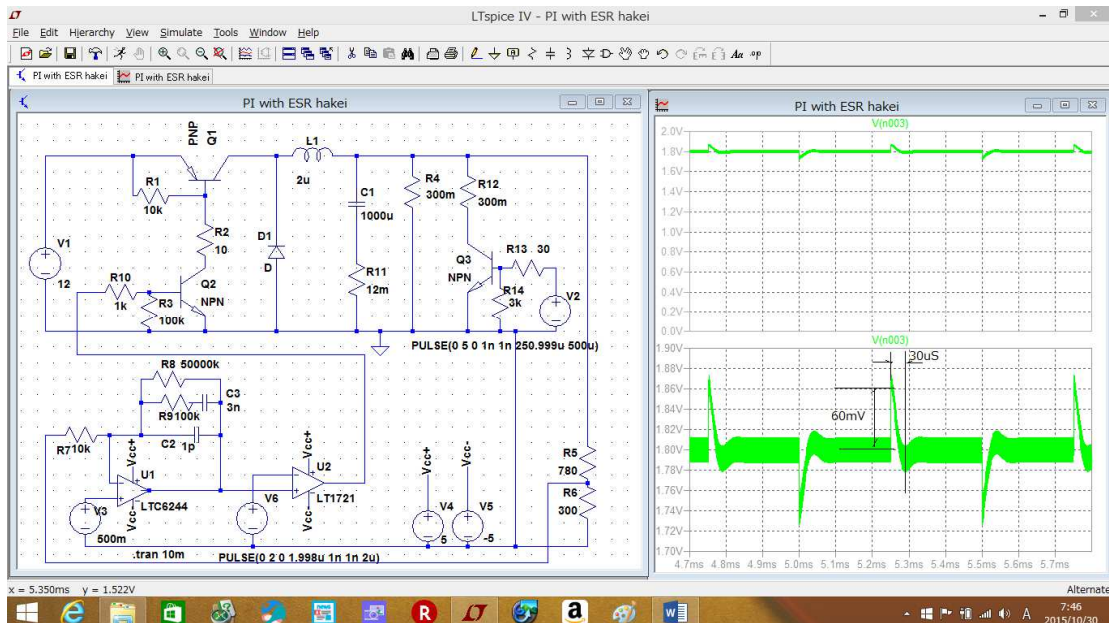 LTspice IV - PI with ESR hakei
File Edit Hierarchy View Simulate Tools Window Help
Aa .op
PI with ESR hakei PI with ESR hakei
PI with ESR hakei
PNP Q1
L1
2u
R1
10k
R2
10
D1
D
C1
1000u
R4
300m
R12
300m
V1
12
R10
1k
R3
100k
Q2
NPN
R11
12m
Q3
NPN
R13 30
R14
3k
V2
PULSE(0 5 0 1n 1n 250.999u 500u)
R8 50000k
C3
3n
R9100k
C2 1p
R710k
Vcc+
U1
LTC6244
Vcc-
V3
500m
V6
Vcc+
U2
LT1721
Vcc-
Vcc+
Vcc-
V4
5
V5
-5
R5
780
R6
300
.tran 10m
PULSE(0 2 0 1.998u 1n 1n 2u)
PI with ESR hakei
V(n003)
2.0V
1.8V
1.6V
1.4V
1.2V
1.0V
0.8V
0.6V
0.4V
0.2V
0.0V
V(n003)
1.90V
1.88V
1.86V
1.84V
1.82V
1.80V
1.78V
1.76V
1.74V
1.72V
1.70V
30uS
60mV
4.7ms 4.8ms 4.9ms 5.0ms 5.1ms 5.2ms 5.3ms 5.4ms 5.5ms 5.6ms 5.7ms
x = 5.350ms y = 1.522V
Alternate
R
a
A
7:46
2015/10/30